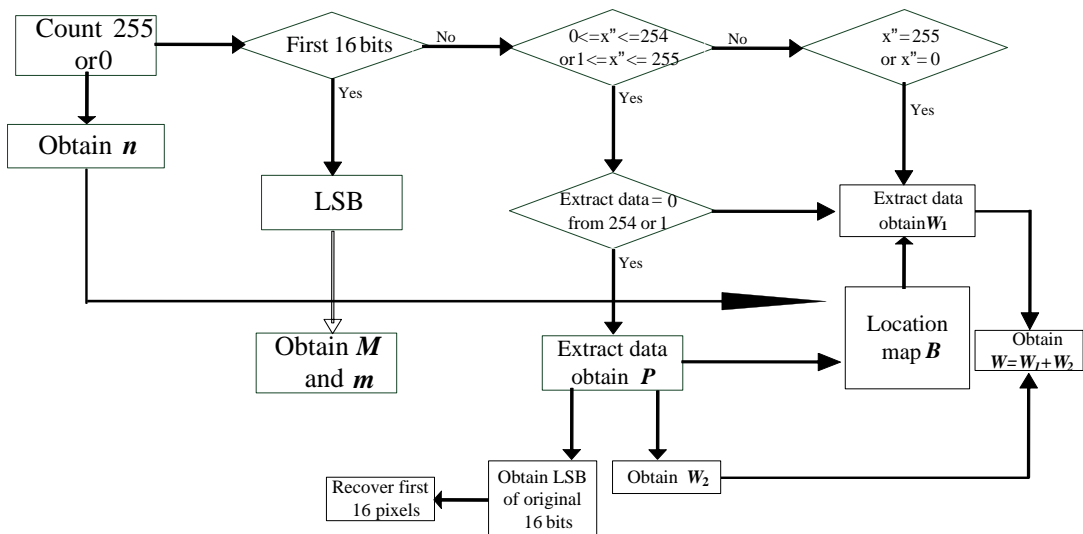 Count 255
or0
First 16 bits
No
0<=x''<=254
or1<=x''<= 255
No
x''=255
or x''= 0
Yes
Yes
Yes
Obtain n
LSB
Extract data= 0
from 254 or 1
Extract data
obtainW1
Yes
Obtain M
and m
Extract data
obtain P
Location
map B
Obtain
W=W1+W2
Recover first
16 pixels
Obtain LSB
of original
16 bits
Obtain W2